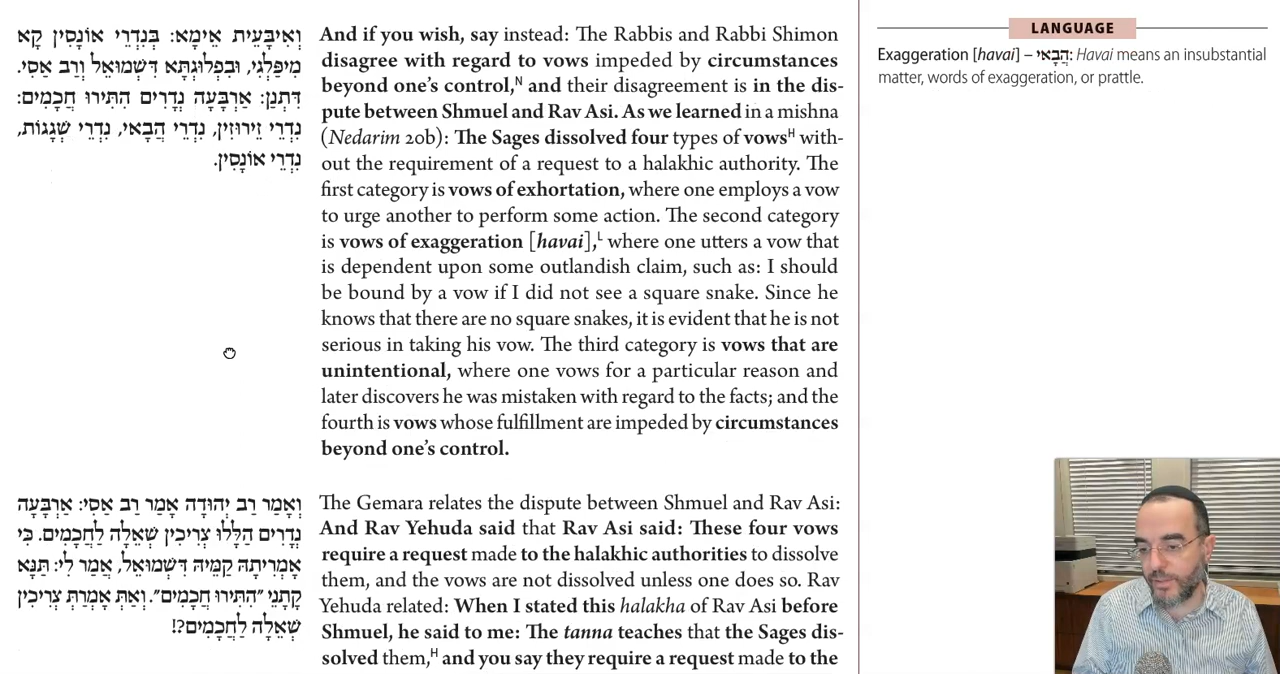 וְאִיבָּעֵית אֵימָא: בְּנִדְרֵי אוֹנָסִין קָא
מִיפַּלְגִי, וּבִפְלוּגְתָּא דִּשְׁמוּאֵל וְרַב אַסִי.
דִּתְנַן: אַרְבָּעָה נְדָרִים הִתִּירוּ חֲכָמִים:
נִדְרֵי זֵירוּזִין, נִדְרֵי הֲבַאי, נִדְרֵי שְׁגָגוֹת,
נִדְרֵי אוֹנָסִין.
And if you wish, say instead: The Rabbis and Rabbi Shimon
disagree with regard to vows impeded by circumstances
beyond one's control,ᴺ and their disagreement is in the dis-
pute between Shmuel and Rav Asi. As we learned in a mishna
(Nedarim 20b): The Sages dissolved four types of vowsᴴ with-
out the requirement of a request to a halakhic authority. The
first category is vows of exhortation, where one employs a vow
to urge another to perform some action. The second category
is vows of exaggeration [havai],ᴸ where one utters a vow that
is dependent upon some outlandish claim, such as: I should
be bound by a vow if I did not see a square snake. Since he
knows that there are no square snakes, it is evident that he is not
serious in taking his vow. The third category is vows that are
unintentional, where one vows for a particular reason and
later discovers he was mistaken with regard to the facts; and the
fourth is vows whose fulfillment are impeded by circumstances
beyond one's control.
וְאָמַר רַב יְהוּדָה אָמַר רַב אַסִי: אַרְבָּעָה
נְדָרִים הַלָּלוּ צְרִיכִין שְׁאֵלָה לַחֲכָמִים. כִּי
אֲמְרִיתַהּ קַמֵּיהּ דִּשְׁמוּאֵל, אֲמַר לִי: תַּנָּא
קָתָנֵי ״הִתִּירוּ חֲכָמִים״. וְאַתְּ אָמְרַתְּ צְרִיכִין
שְׁאֵלָה לַחֲכָמִים?!
The Gemara relates the dispute between Shmuel and Rav Asi:
And Rav Yehuda said that Rav Asi said: These four vows
require a request made to the halakhic authorities to dissolve
them, and the vows are not dissolved unless one does so. Rav
Yehuda related: When I stated this halakha of Rav Asi before
Shmuel, he said to me: The tanna teaches that the Sages dis-
solved them,ᴴ and you say they require a request made to the
LANGUAGE
Exaggeration [havai] – הֲבַאי: Havai means an insubstantial
matter, words of exaggeration, or prattle.